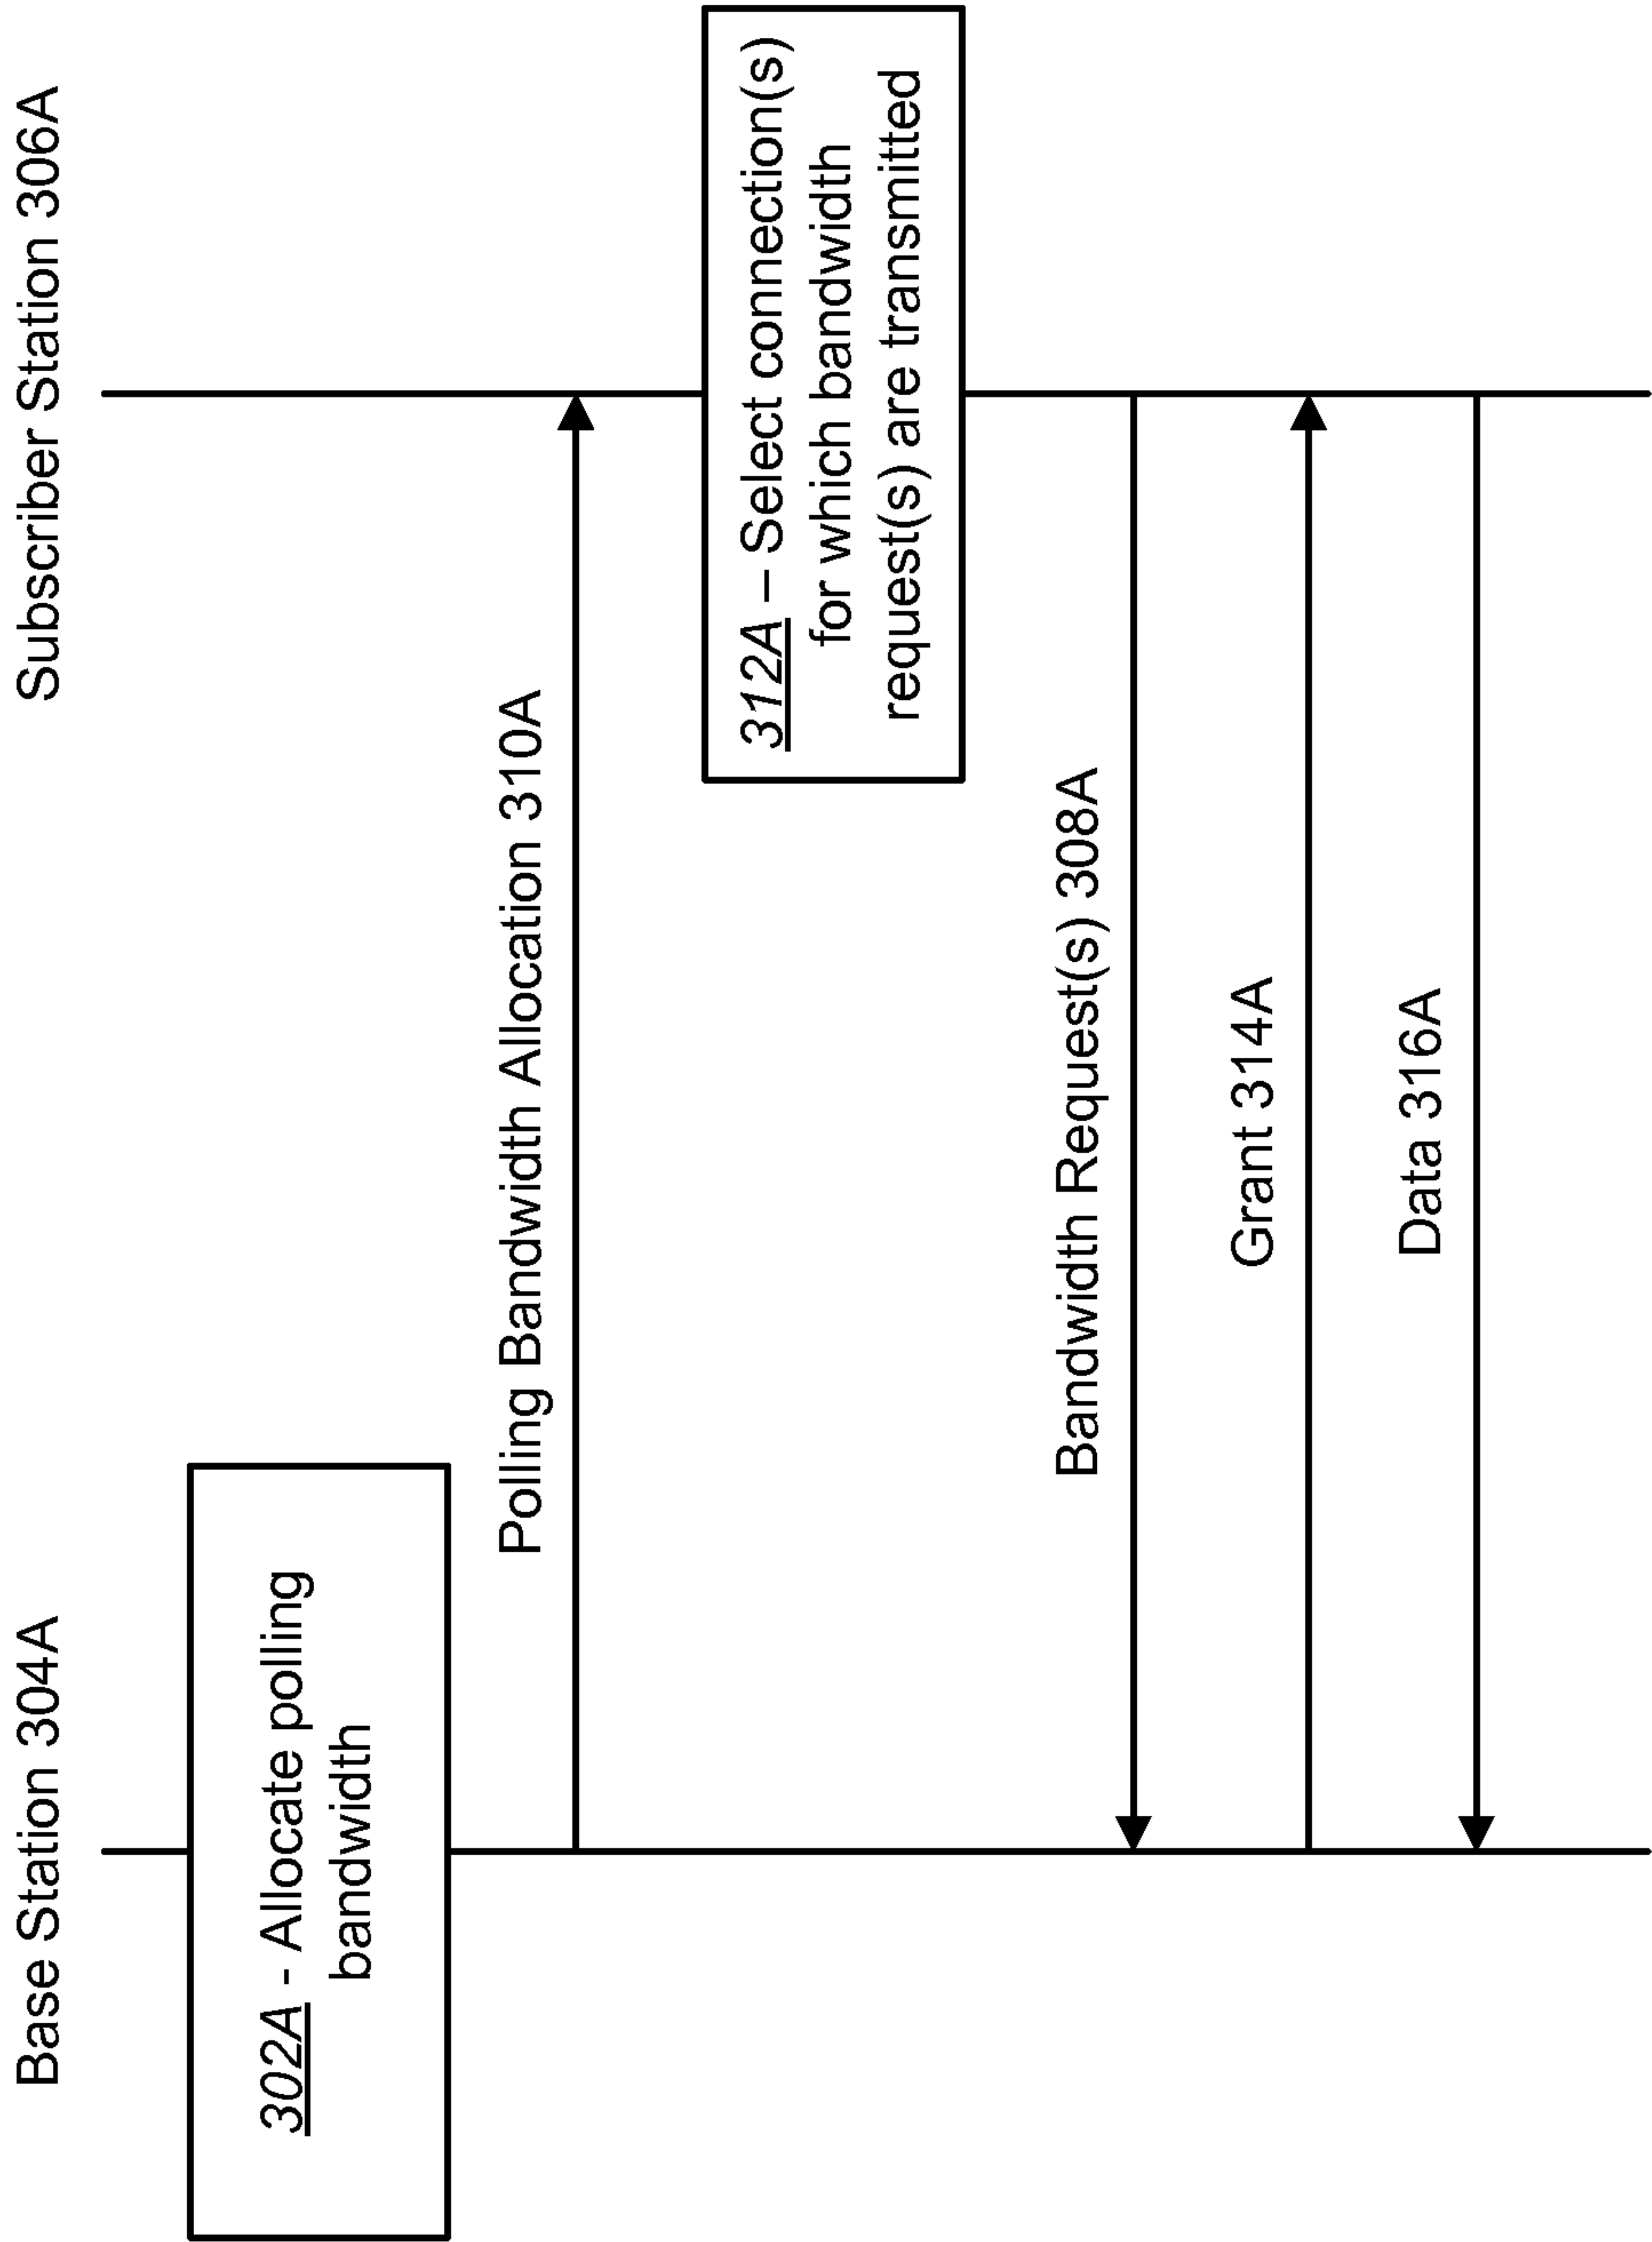 Base Station 304A
Subscriber Station 306A
302A - Allocate polling
bandwidth
Polling Bandwidth Allocation 310A
312A – Select connection(s)
for which bandwidth
request(s) are transmitted
Bandwidth Request(s) 308A
Grant 314A
Data 316A